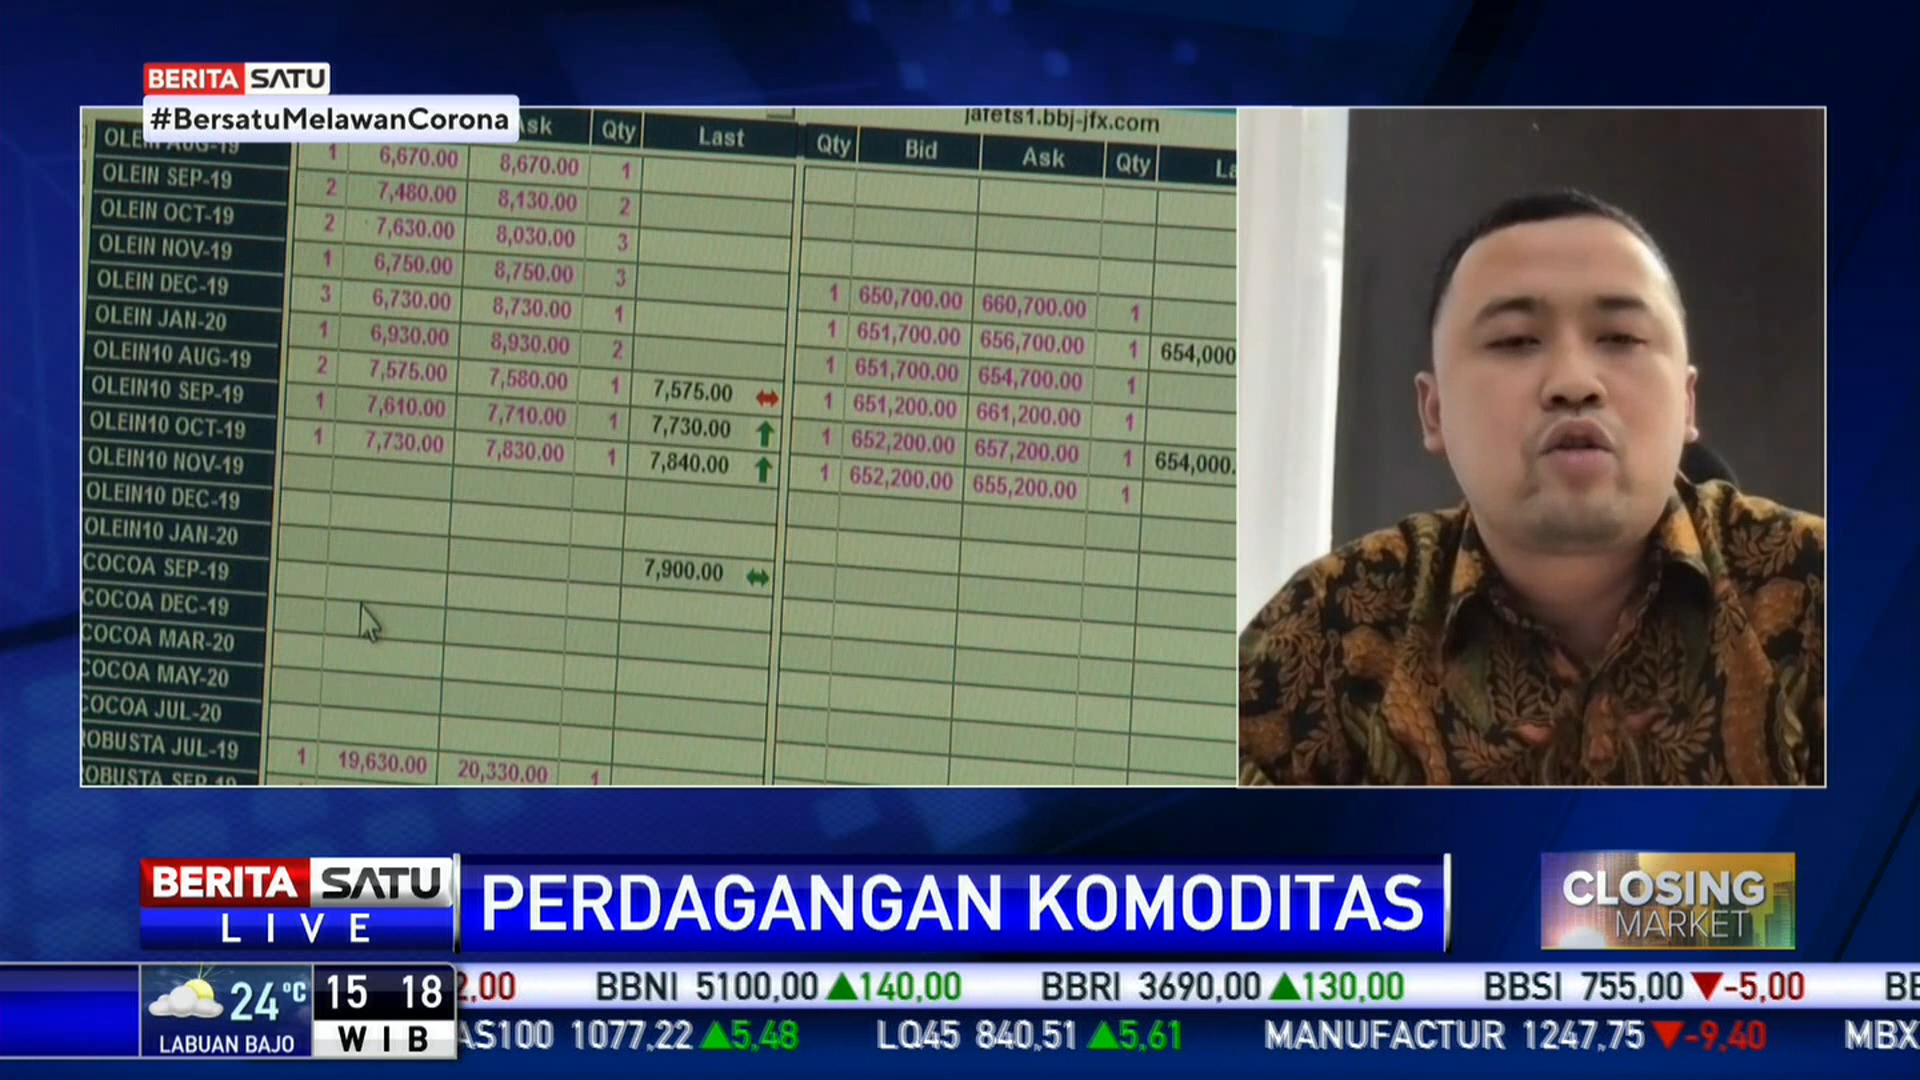 BERITA SATU
#BersatuMelawanCorona
jafets1.bbj-jfx.com
Ask Qty Last Qty Bid Ask Qty
OLEIN AUG-19 1 6,670.00 8,670.00 1
OLEIN SEP-19 2 7,480.00 8,130.00 2
OLEIN OCT-19 2 7,630.00 8,030.00 3
OLEIN NOV-19 1 6,750.00 8,750.00 3
OLEIN DEC-19 3 6,730.00 8,730.00 1 1 650,700.00 660,700.00 1
OLEIN JAN-20 1 6,930.00 8,930.00 2 1 651,700.00 656,700.00 1 654,000
OLEIN10 AUG-19 2 7,575.00 7,580.00 1 7,575.00 1 651,700.00 654,700.00 1
OLEIN10 SEP-19 1 7,610.00 7,710.00 1 7,730.00 1 651,200.00 661,200.00 1
OLEIN10 OCT-19 1 7,730.00 7,830.00 1 7,840.00 1 652,200.00 657,200.00 1 654,000.
OLEIN10 NOV-19 1 652,200.00 655,200.00 1
OLEIN10 DEC-19
OLEIN10 JAN-20 7,900.00
COCOA SEP-19
COCOA DEC-19
COCOA MAR-20
COCOA MAY-20
COCOA JUL-20
ROBUSTA JUL-19 1 19,630.00 20,330.00 1
ROBUSTA SEP-19
BERITA SATU
LIVE
PERDAGANGAN KOMODITAS
CLOSING
MARKET
24°C
LABUAN BAJO
15 18
WIB
2,00 BBNI 5100,00 ▲140,00 BBRI 3690,00 ▲130,00 BBSI 755,00 ▼-5,00
AS100 1077,22 ▲5,48 LQ45 840,51 ▲5,61 MANUFACTUR 1247,75 ▼-9,40 MBX